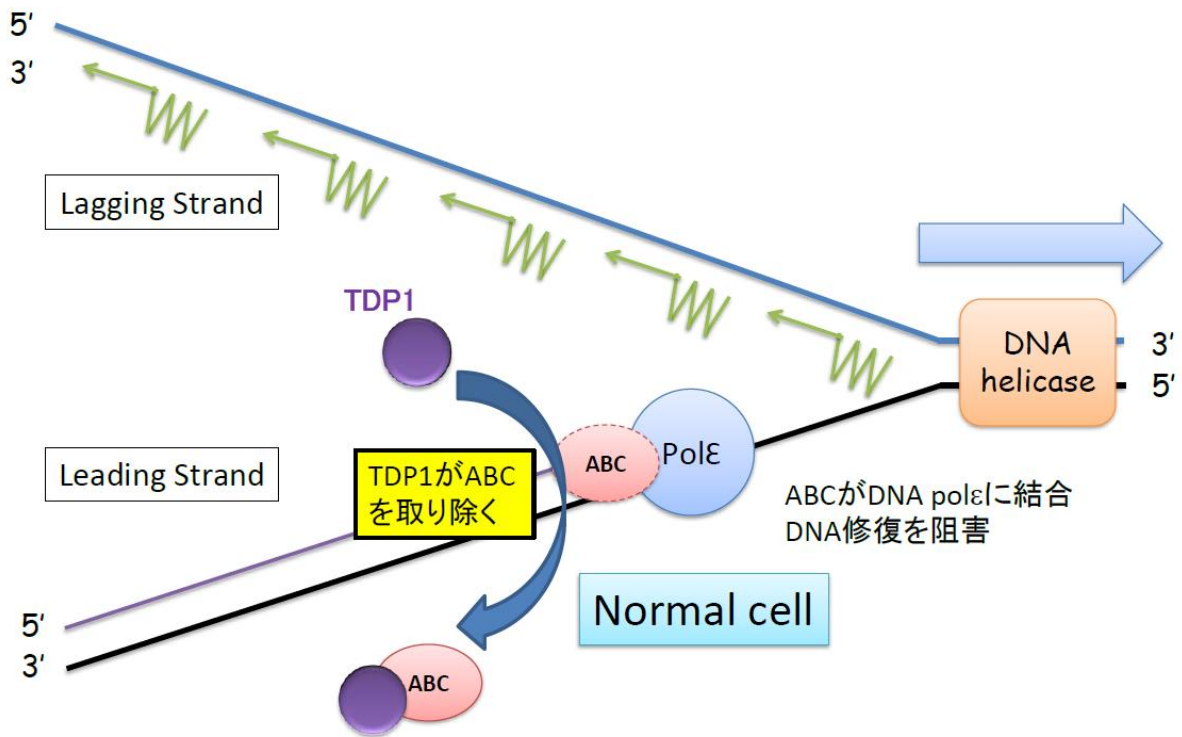 5′
3′
Lagging Strand
TDP1
DNA
helicase
3′
5′
Leading Strand
TDP1がABC
を取り除く
ABC
Polε
ABCがDNA polεに結合
DNA修復を阻害
Normal cell
5′
3′
ABC